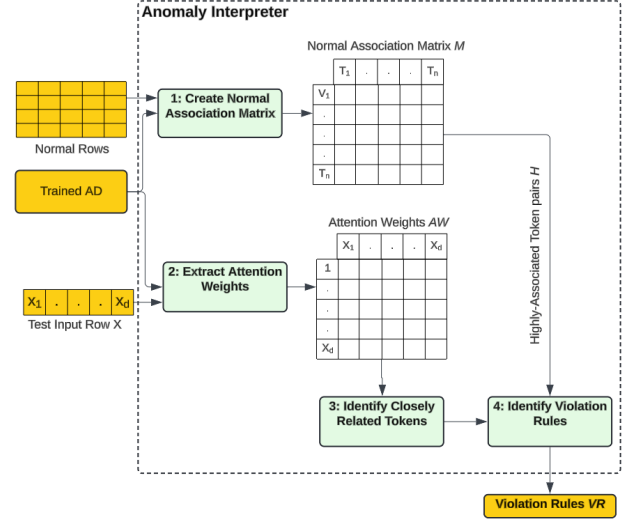 Anomaly Interpreter
Normal Association Matrix M
T1 . . . Tn
V1
.
.
.
Tn
1: Create Normal
Association Matrix
Normal Rows
Trained AD
Highly-Associated Token pairs H
Attention Weights AW
X1 . . . Xd
1
.
.
.
Xd
2: Extract Attention
Weights
X1 . . . Xd
Test Input Row X
3: Identify Closely
Related Tokens
4: Identify Violation
Rules
Violation Rules VR